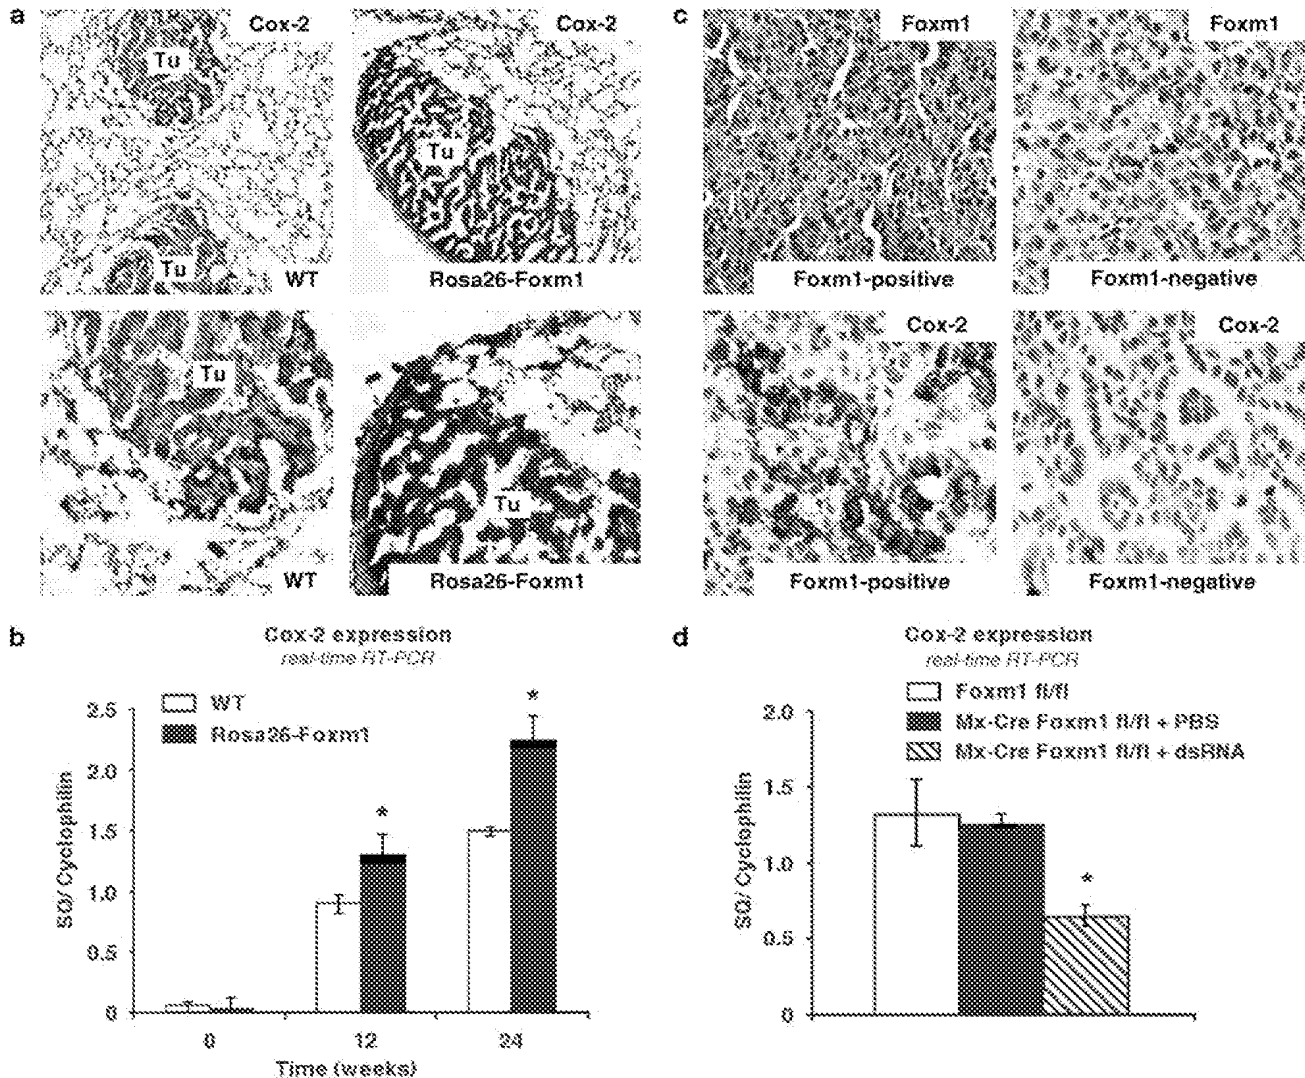 a
Cox-2
Tu
Tu
WT
Cox-2
Tu
Rosa26-Foxm1
Tu
WT
Tu
Rosa26-Foxm1
c
Foxm1
Foxm1-positive
Foxm1
Foxm1-negative
Cox-2
Foxm1-positive
Cox-2
Foxm1-negative
b
Cox-2 expression
real-time RT-PCR
WT
Rosa26-Foxm1
SQ/ Cyclophilin
2.5
2.0
1.5
1.0
0.5
0
*
*
0 12 24
Time (weeks)
d
Cox-2 expression
real-time RT-PCR
Foxm1 fl/fl
Mx-Cre Foxm1 fl/fl + PBS
Mx-Cre Foxm1 fl/fl + dsRNA
SQ/ Cyclophilin
2.0
1.5
1.0
0.5
0
*